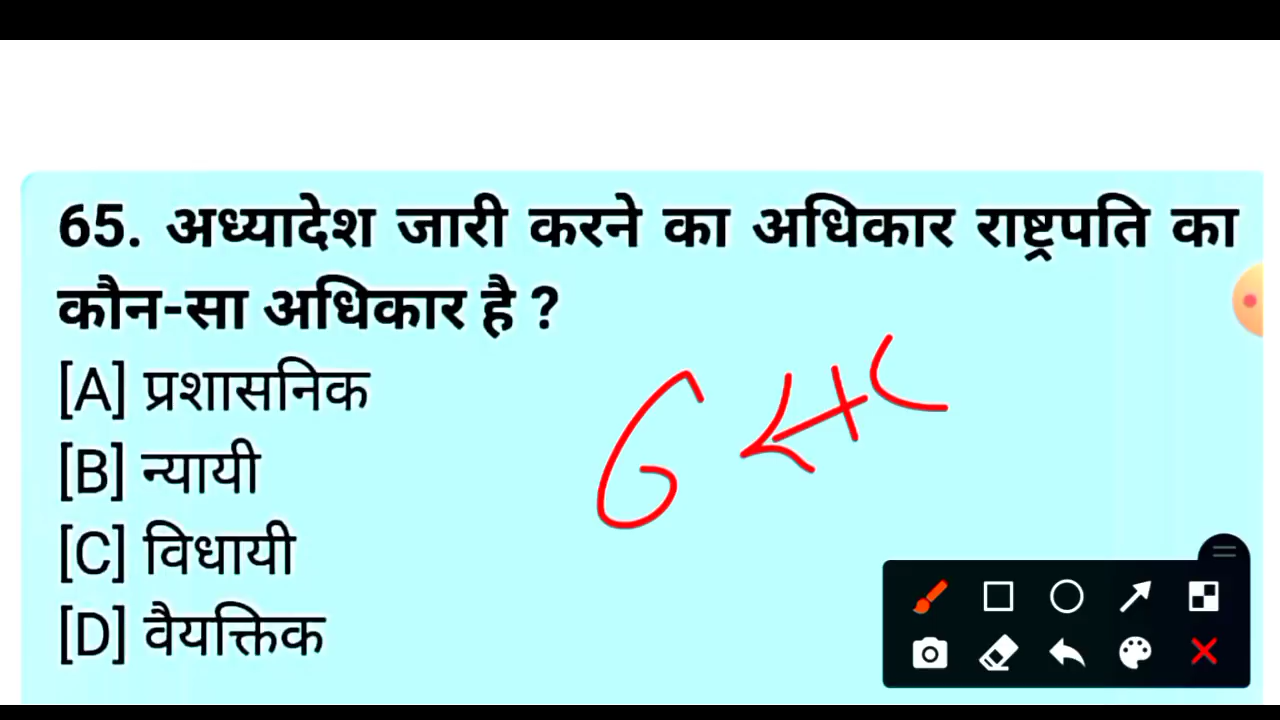 65. अध्यादेश जारी करने का अधिकार राष्ट्रपति का
कौन-सा अधिकार है ?
[A] प्रशासनिक
[B] न्यायी
[C] विधायी
[D] वैयक्तिक